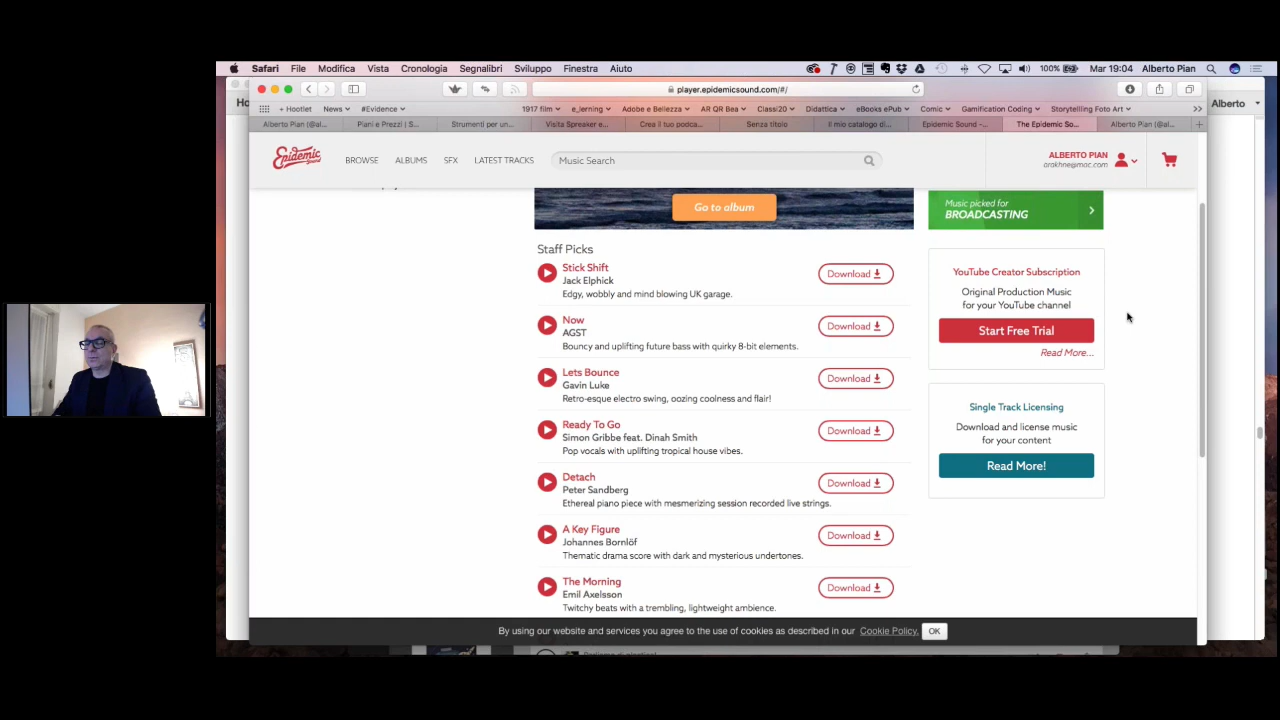 Safari File Modifica Vista Cronologia Segnalibri Sviluppo Finestra Aiuto 100% Mar 19:04 Alberto Pian
player.epidemicsound.com/#/
Ho
Alberto
+ Hootlet News #Evidence 1917 film e_lerning Adobe e Bellezza AR QR Bea Classi20 Didattica eBooks ePub Comic Gamification Coding Storytelling Foto Art
Alberto Pian (@al... Piani e Prezzi | S... Strumenti per un... Visita Spreaker e... Crea il tuo podca... Senza titolo Il mio catalogo di... Epidemic Sound -... The Epidemic So... Alberto Pian (@al...
Epidemic Sound
BROWSE ALBUMS SFX LATEST TRACKS Music Search
ALBERTO PIAN
arakhne@mac.com
Go to album
Music picked for
BROADCASTING
Staff Picks
Stick Shift
Jack Elphick
Edgy, wobbly and mind blowing UK garage.
Download
Now
AGST
Bouncy and uplifting future bass with quirky 8-bit elements.
Download
Lets Bounce
Gavin Luke
Retro-esque electro swing, oozing coolness and flair!
Download
Ready To Go
Simon Gribbe feat. Dinah Smith
Pop vocals with uplifting tropical house vibes.
Download
Detach
Peter Sandberg
Ethereal piano piece with mesmerizing session recorded live strings.
Download
A Key Figure
Johannes Bornlöf
Thematic drama score with dark and mysterious undertones.
Download
The Morning
Emil Axelsson
Twitchy beats with a trembling, lightweight ambience.
Download
YouTube Creator Subscription
Original Production Music
for your YouTube channel
Start Free Trial
Read More...
Single Track Licensing
Download and license music
for your content
Read More!
By using our website and services you agree to the use of cookies as described in our Cookie Policy. OK